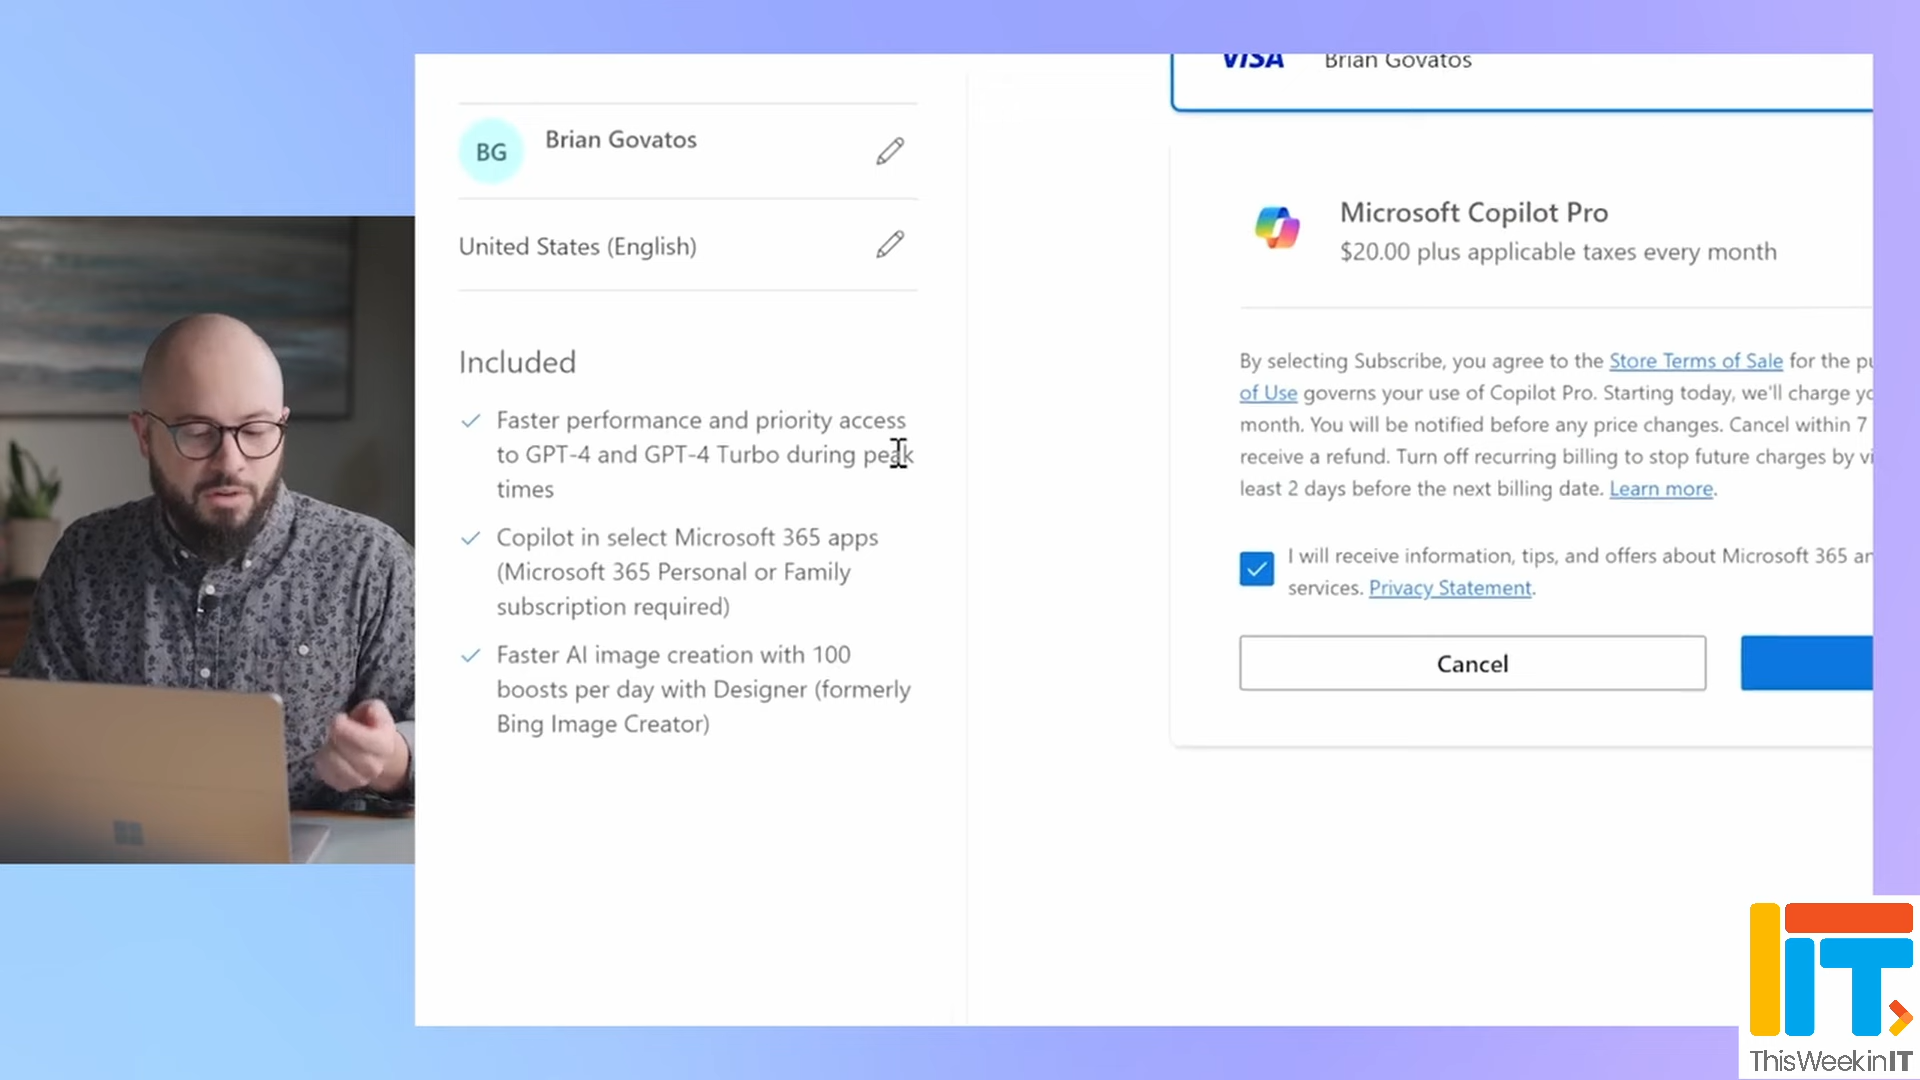 VISA Brian Govatos
BG Brian Govatos
United States (English)
Included
Faster performance and priority access
to GPT-4 and GPT-4 Turbo during peak
times
Copilot in select Microsoft 365 apps
(Microsoft 365 Personal or Family
subscription required)
Faster AI image creation with 100
boosts per day with Designer (formerly
Bing Image Creator)
Microsoft Copilot Pro
$20.00 plus applicable taxes every month
By selecting Subscribe, you agree to the Store Terms of Sale for the
of Use governs your use of Copilot Pro. Starting today, we'll charge
month. You will be notified before any price changes. Cancel within 7
receive a refund. Turn off recurring billing to stop future charges by
least 2 days before the next billing date. Learn more.
I will receive information, tips, and offers about Microsoft 365
services. Privacy Statement.
Cancel
IT
ThisWeekinIT